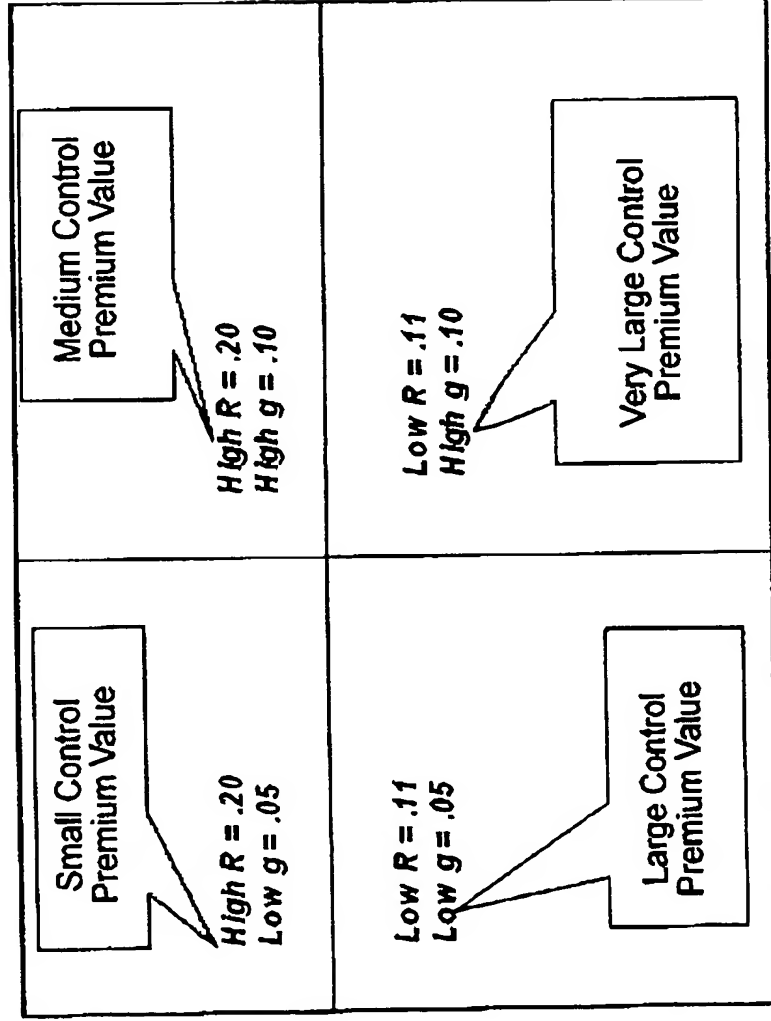 Small Control
Premium Value
High R = .20
Low g = .05
Medium Control
Premium Value
High R = .20
High g = .10
Low R = .11
Low g = .05
Large Control
Premium Value
Low R = .11
High g = .10
Very Large Control
Premium Value